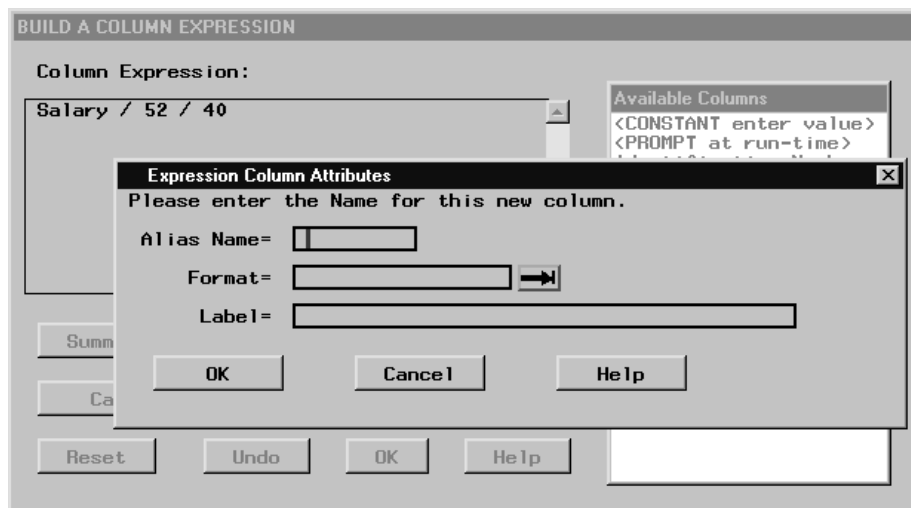 BUILD A COLUMN EXPRESSION
Column Expression:
Salary / 52 / 40
Available Columns
<CONSTANT enter value>
<PROMPT at run-time>
Expression Column Attributes
Please enter the Name for this new column.
Alias Name=
Format=
Label=
OK Cancel Help
Summ
Ca
Reset Undo OK Help